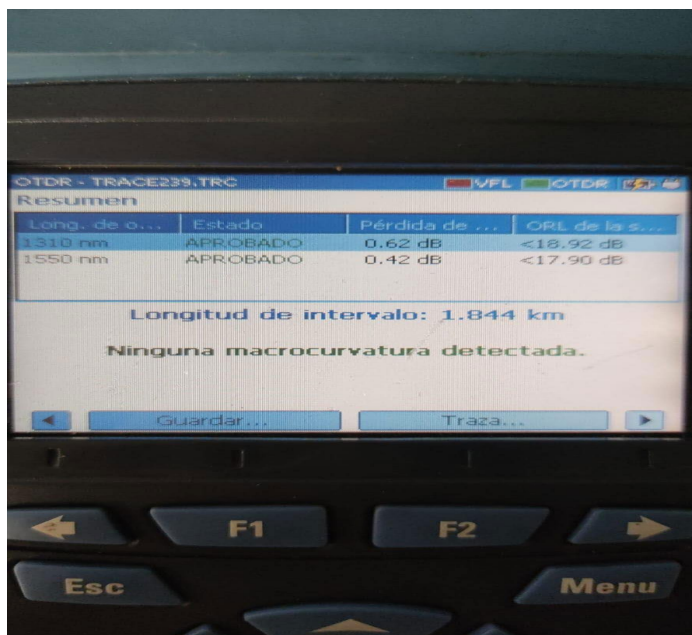 OTDR - TRACE239.TRC VFL OTDR
Resumen
Long. de o... Estado Pérdida de ... ORL de la s...
1310 nm APROBADO 0.62 dB <18.92 dB
1550 nm APROBADO 0.42 dB <17.90 dB
Longitud de intervalo: 1.844 km
Ninguna macrocurvatura detectada.
Guardar... Traza...
F1 F2
Esc Menu